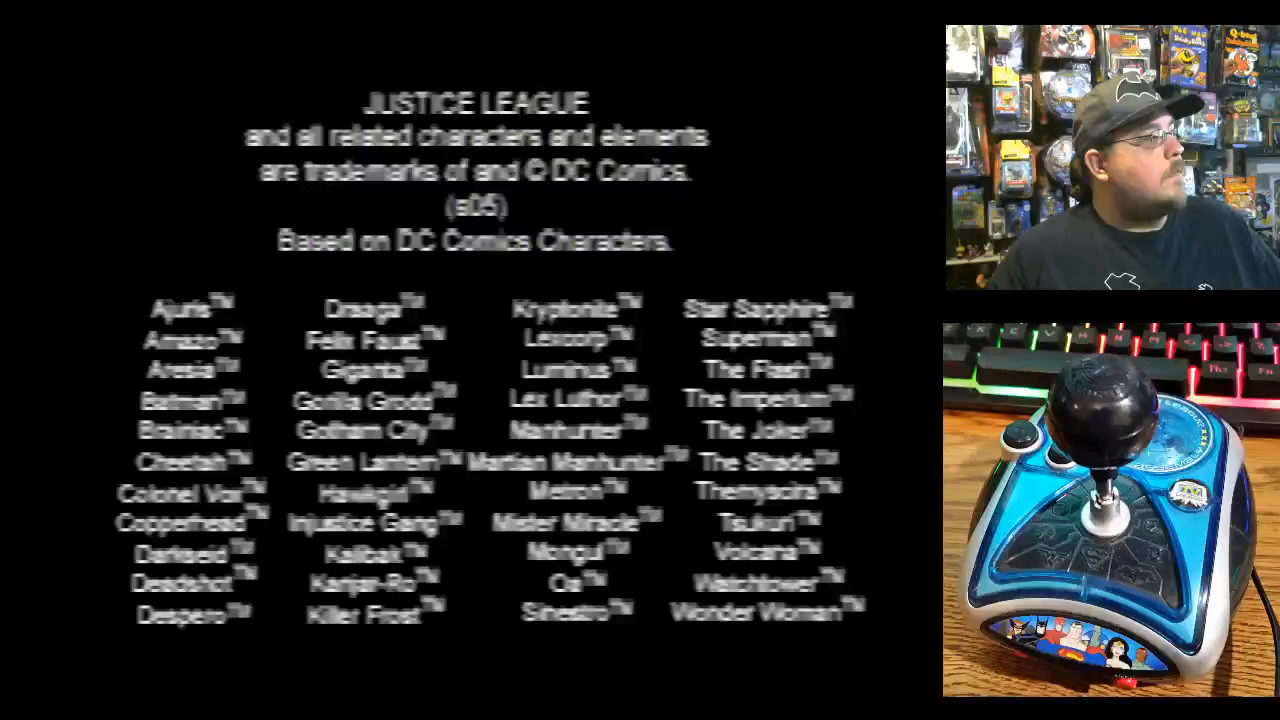 JUSTICE LEAGUE
and all related characters and elements
are trademarks of and © DC Comics.
(s05)
Based on DC Comics Characters.
Ajuris™ Draaga™ Kryptonite™ Star Sapphire™
Amazo™ Felix Faust™ Lexcorp™ Superman™
Aresia™ Giganta™ Luminus™ The Flash™
Batman™ Gorilla Grodd™ Lex Luthor™ The Imperium™
Brainiac™ Gotham City™ Manhunter™ The Joker™
Cheetah™ Green Lantern™ Martian Manhunter™ The Shade™
Colonel Vox™ Hawkgirl™ Metron™ Themyscira™
Copperhead™ Injustice Gang™ Mister Miracle™ Tsukuri™
Darkseid™ Kalibak™ Mongul™ Volcana™
Deadshot™ Kanjar-Ro™ Oa™ Watchtower™
Despero™ Killer Frost™ Sinestro™ Wonder Woman™